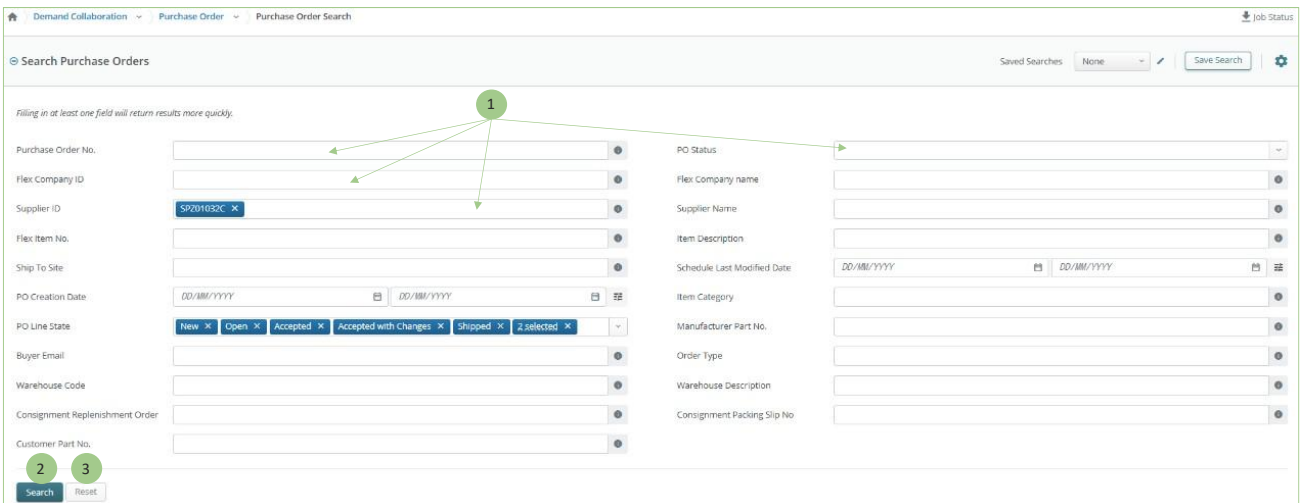 Demand Collaboration Purchase Order Purchase Order Search Job Status
Search Purchase Orders Saved Searches None Save Search
Filling in at least one field will return results more quickly.
1
Purchase Order No. PO Status
Flex Company ID Flex Company name
Supplier ID SPZ01032C × Supplier Name
Flex Item No. Item Description
Ship To Site Schedule Last Modified Date DD/MM/YYYY DD/MM/YYYY
PO Creation Date DD/MM/YYYY DD/MM/YYYY Item Category
PO Line State New × Open × Accepted × Accepted with Changes × Shipped × 2 selected × Manufacturer Part No.
Buyer Email Order Type
Warehouse Code Warehouse Description
Consignment Replenishment Order Consignment Packing Slip No
Customer Part No.
2 3
Search Reset